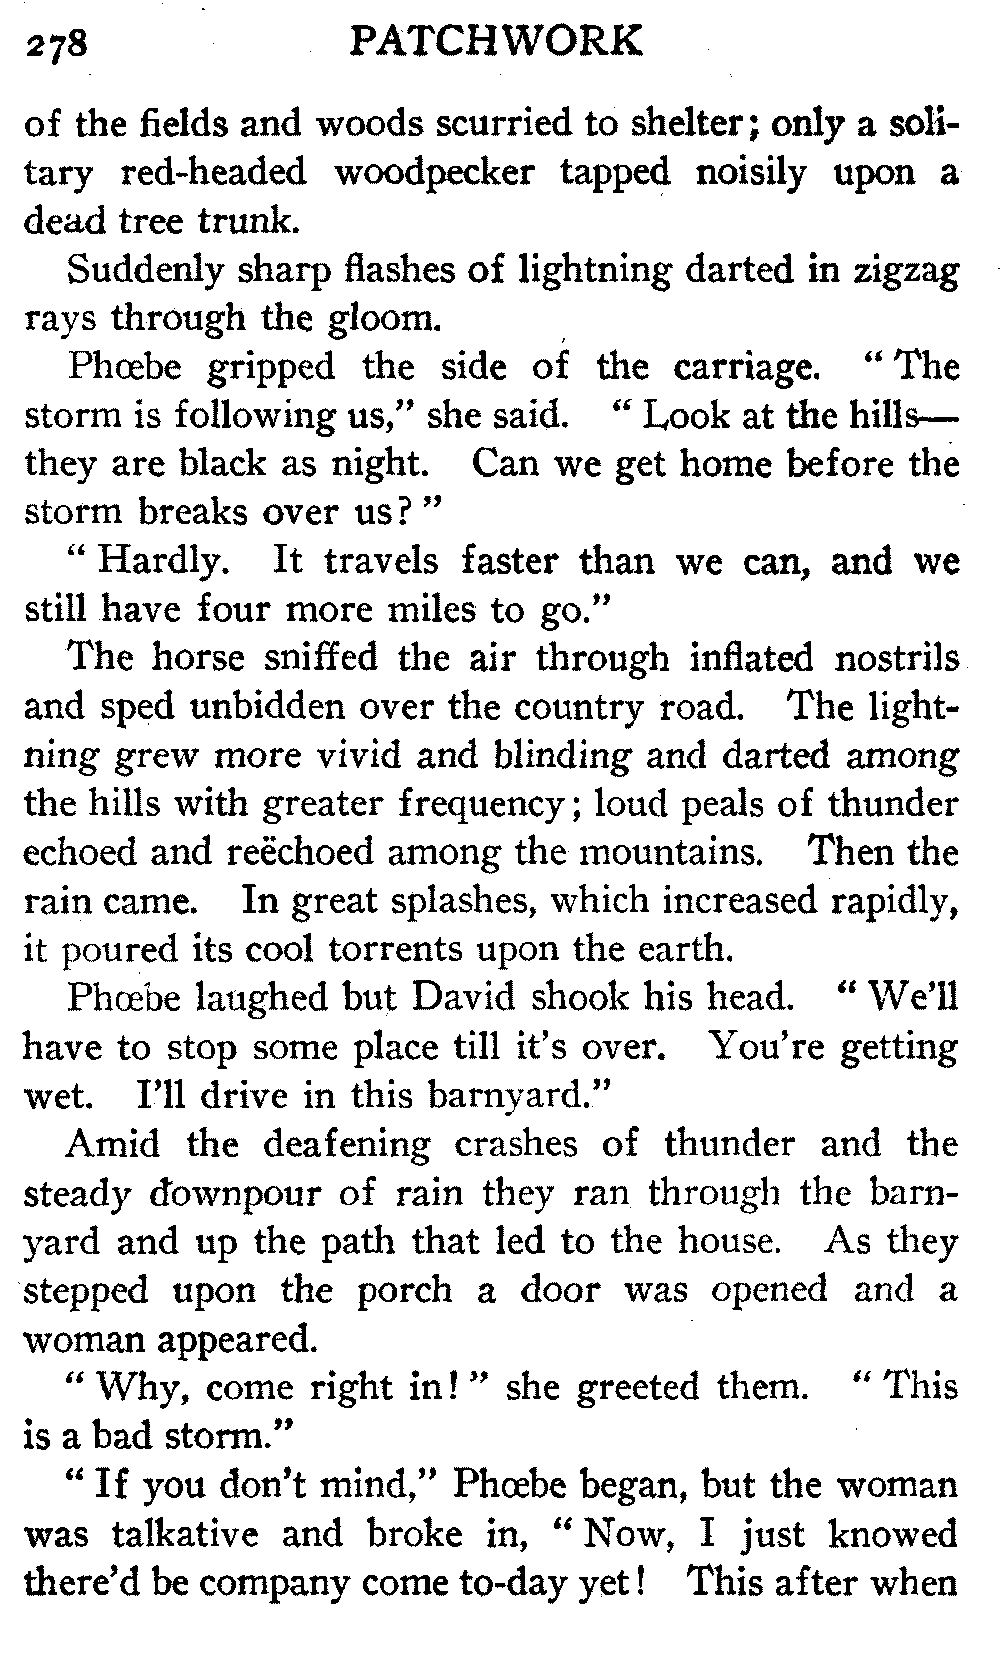 278 PATCHWORK
of the fields and woods scurried to shelter; only a soli-
tary red-headed woodpecker tapped noisily upon a
dead tree trunk.
Suddenly sharp flashes of lightning darted in zigzag
rays through the gloom.
Phœbe gripped the side of the carriage. “ The
storm is following us,” she said. “ Look at the hills—
they are black as night. Can we get home before the
storm breaks over us? ”
“ Hardly. It travels faster than we can, and we
still have four more miles to go.”
The horse sniffed the air through inflated nostrils
and sped unbidden over the country road. The light-
ning grew more vivid and blinding and darted among
the hills with greater frequency; loud peals of thunder
echoed and reëchoed among the mountains. Then the
rain came. In great splashes, which increased rapidly,
it poured its cool torrents upon the earth.
Phœbe laughed but David shook his head. “ We’ll
have to stop some place till it’s over. You’re getting
wet. I’ll drive in this barnyard.”
Amid the deafening crashes of thunder and the
steady downpour of rain they ran through the barn-
yard and up the path that led to the house. As they
stepped upon the porch a door was opened and a
woman appeared.
“ Why, come right in! ” she greeted them. “ This
is a bad storm.”
“ If you don’t mind,” Phœbe began, but the woman
was talkative and broke in, “ Now, I just knowed
there’d be company come to-day yet! This after when